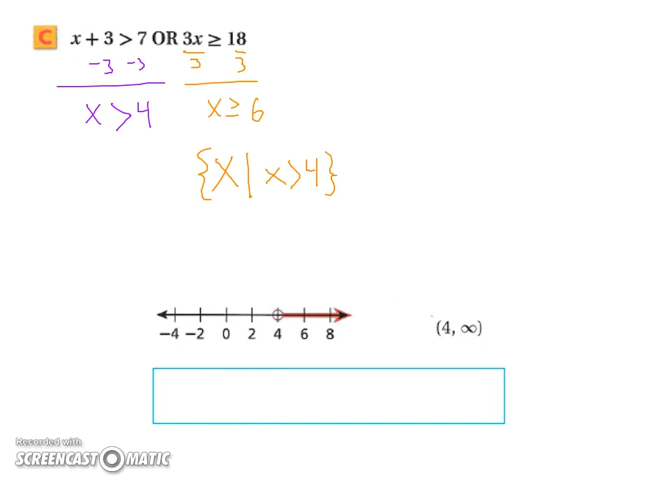 C x + 3 > 7 OR 3x ≥ 18
-3 -3 3 3
x > 4 x ≥ 6
{X | x > 4}
-4 -2 0 2 4 6 8 (4, ∞)
Recorded with
SCREENCAST O MATIC